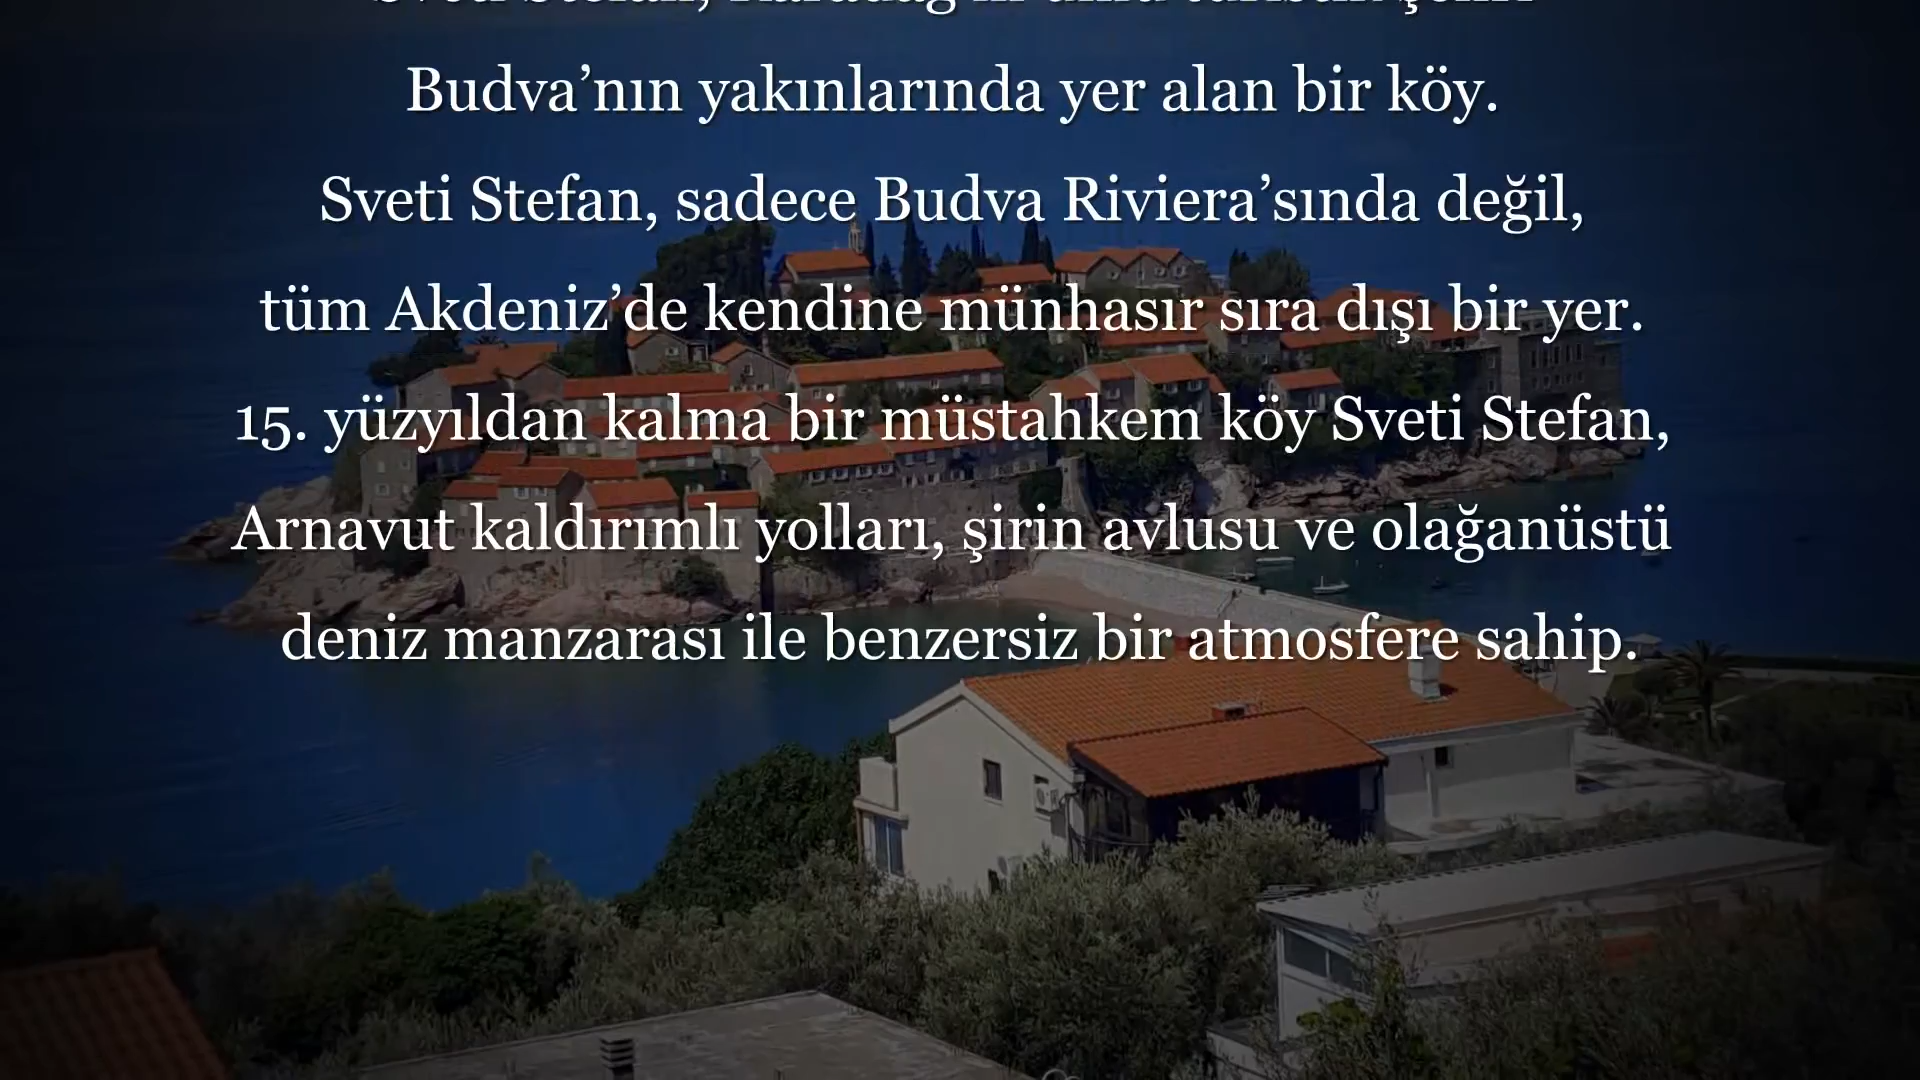 Sveti Stefan,
Budva’nın yakınlarında yer alan bir köy.
Sveti Stefan, sadece Budva Riviera’sında değil,
tüm Akdeniz’de kendine münhasır sıra dışı bir yer.
15. yüzyıldan kalma bir müstahkem köy Sveti Stefan,
Arnavut kaldırımlı yolları, şirin avlusu ve olağanüstü
deniz manzarası ile benzersiz bir atmosfere sahip.